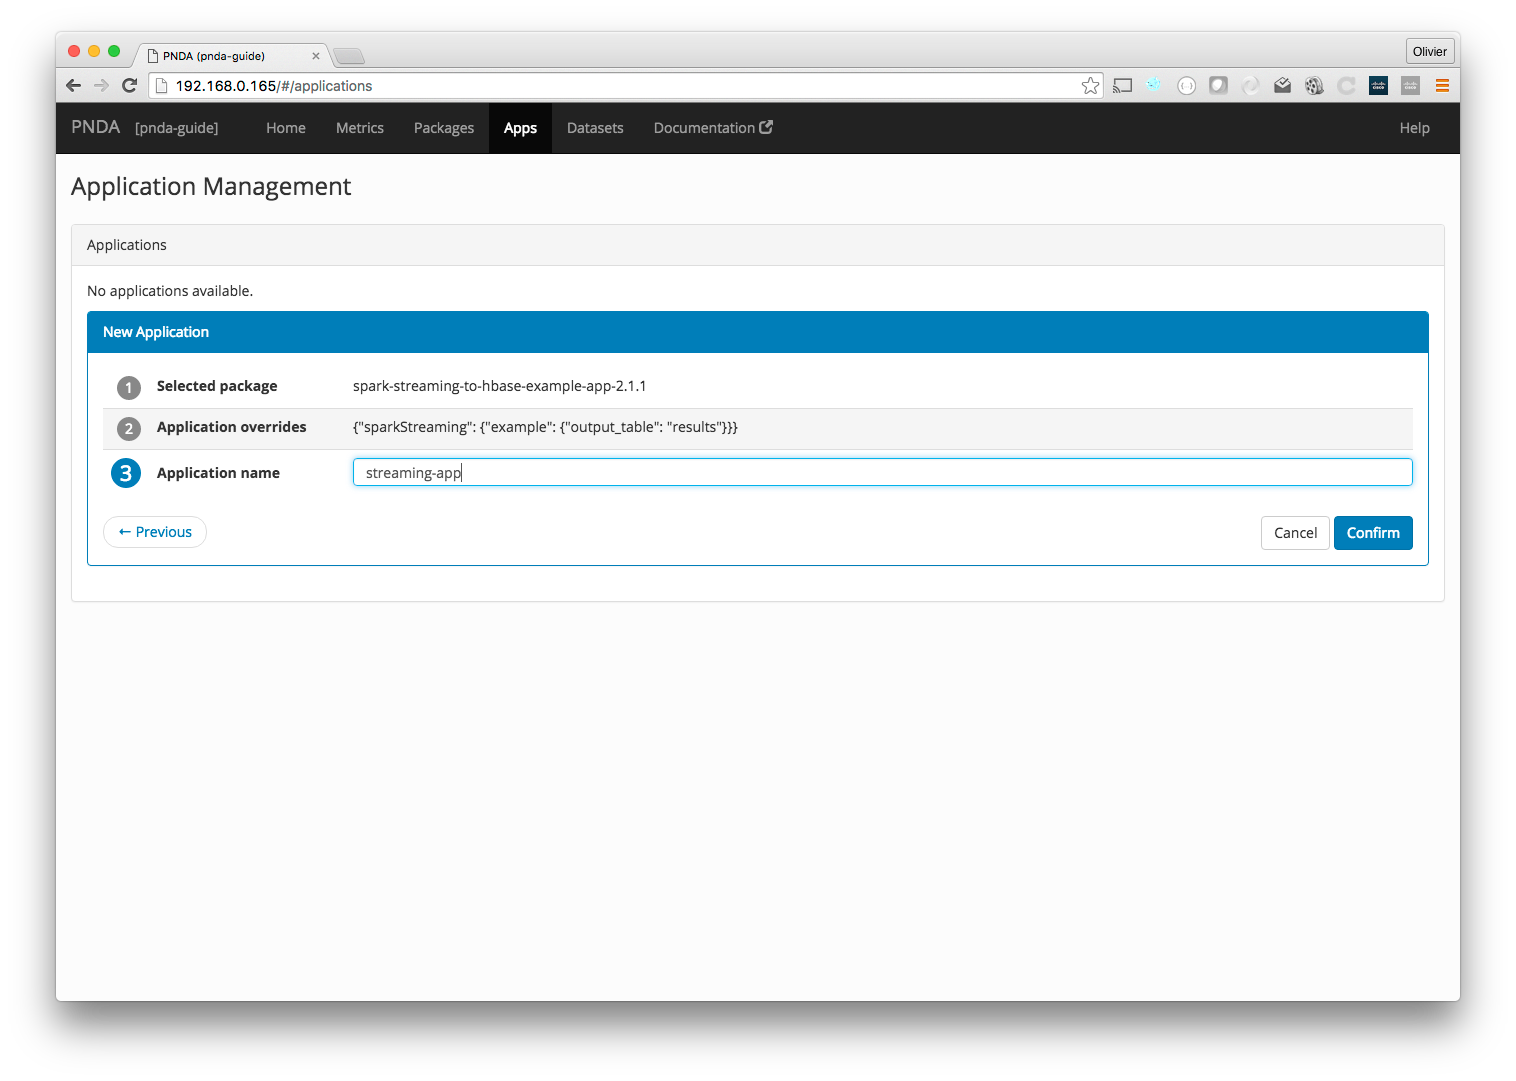 PNDA (pnda-guide)
Olivier
192.168.0.165/#/applications
PNDA [pnda-guide] Home Metrics Packages Apps Datasets Documentation Help
Application Management
Applications
No applications available.
New Application
1 Selected package spark-streaming-to-hbase-example-app-2.1.1
2 Application overrides {"sparkStreaming": {"example": {"output_table": "results"}}}
3 Application name streaming-app
← Previous Cancel Confirm